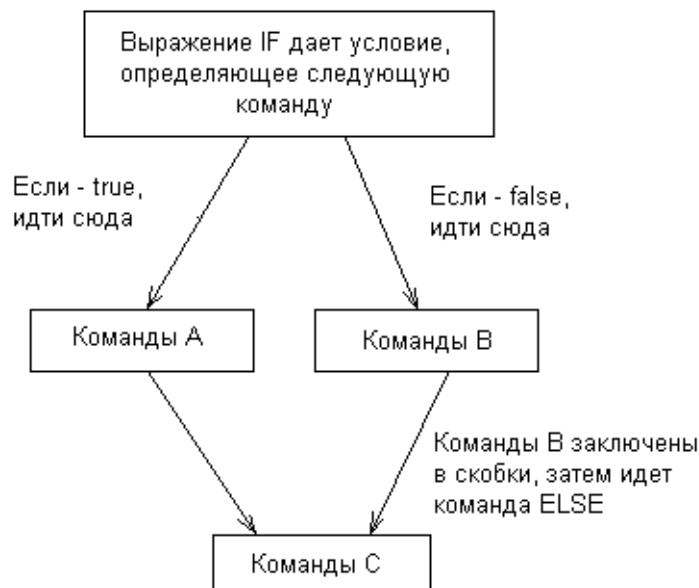 Выражение IF дает условие,
определяющее следующую
команду
Если - true,
идти сюда
Если - false,
идти сюда
Команды A
Команды B
Команды B заключены
в скобки, затем идет
команда ELSE
Команды C